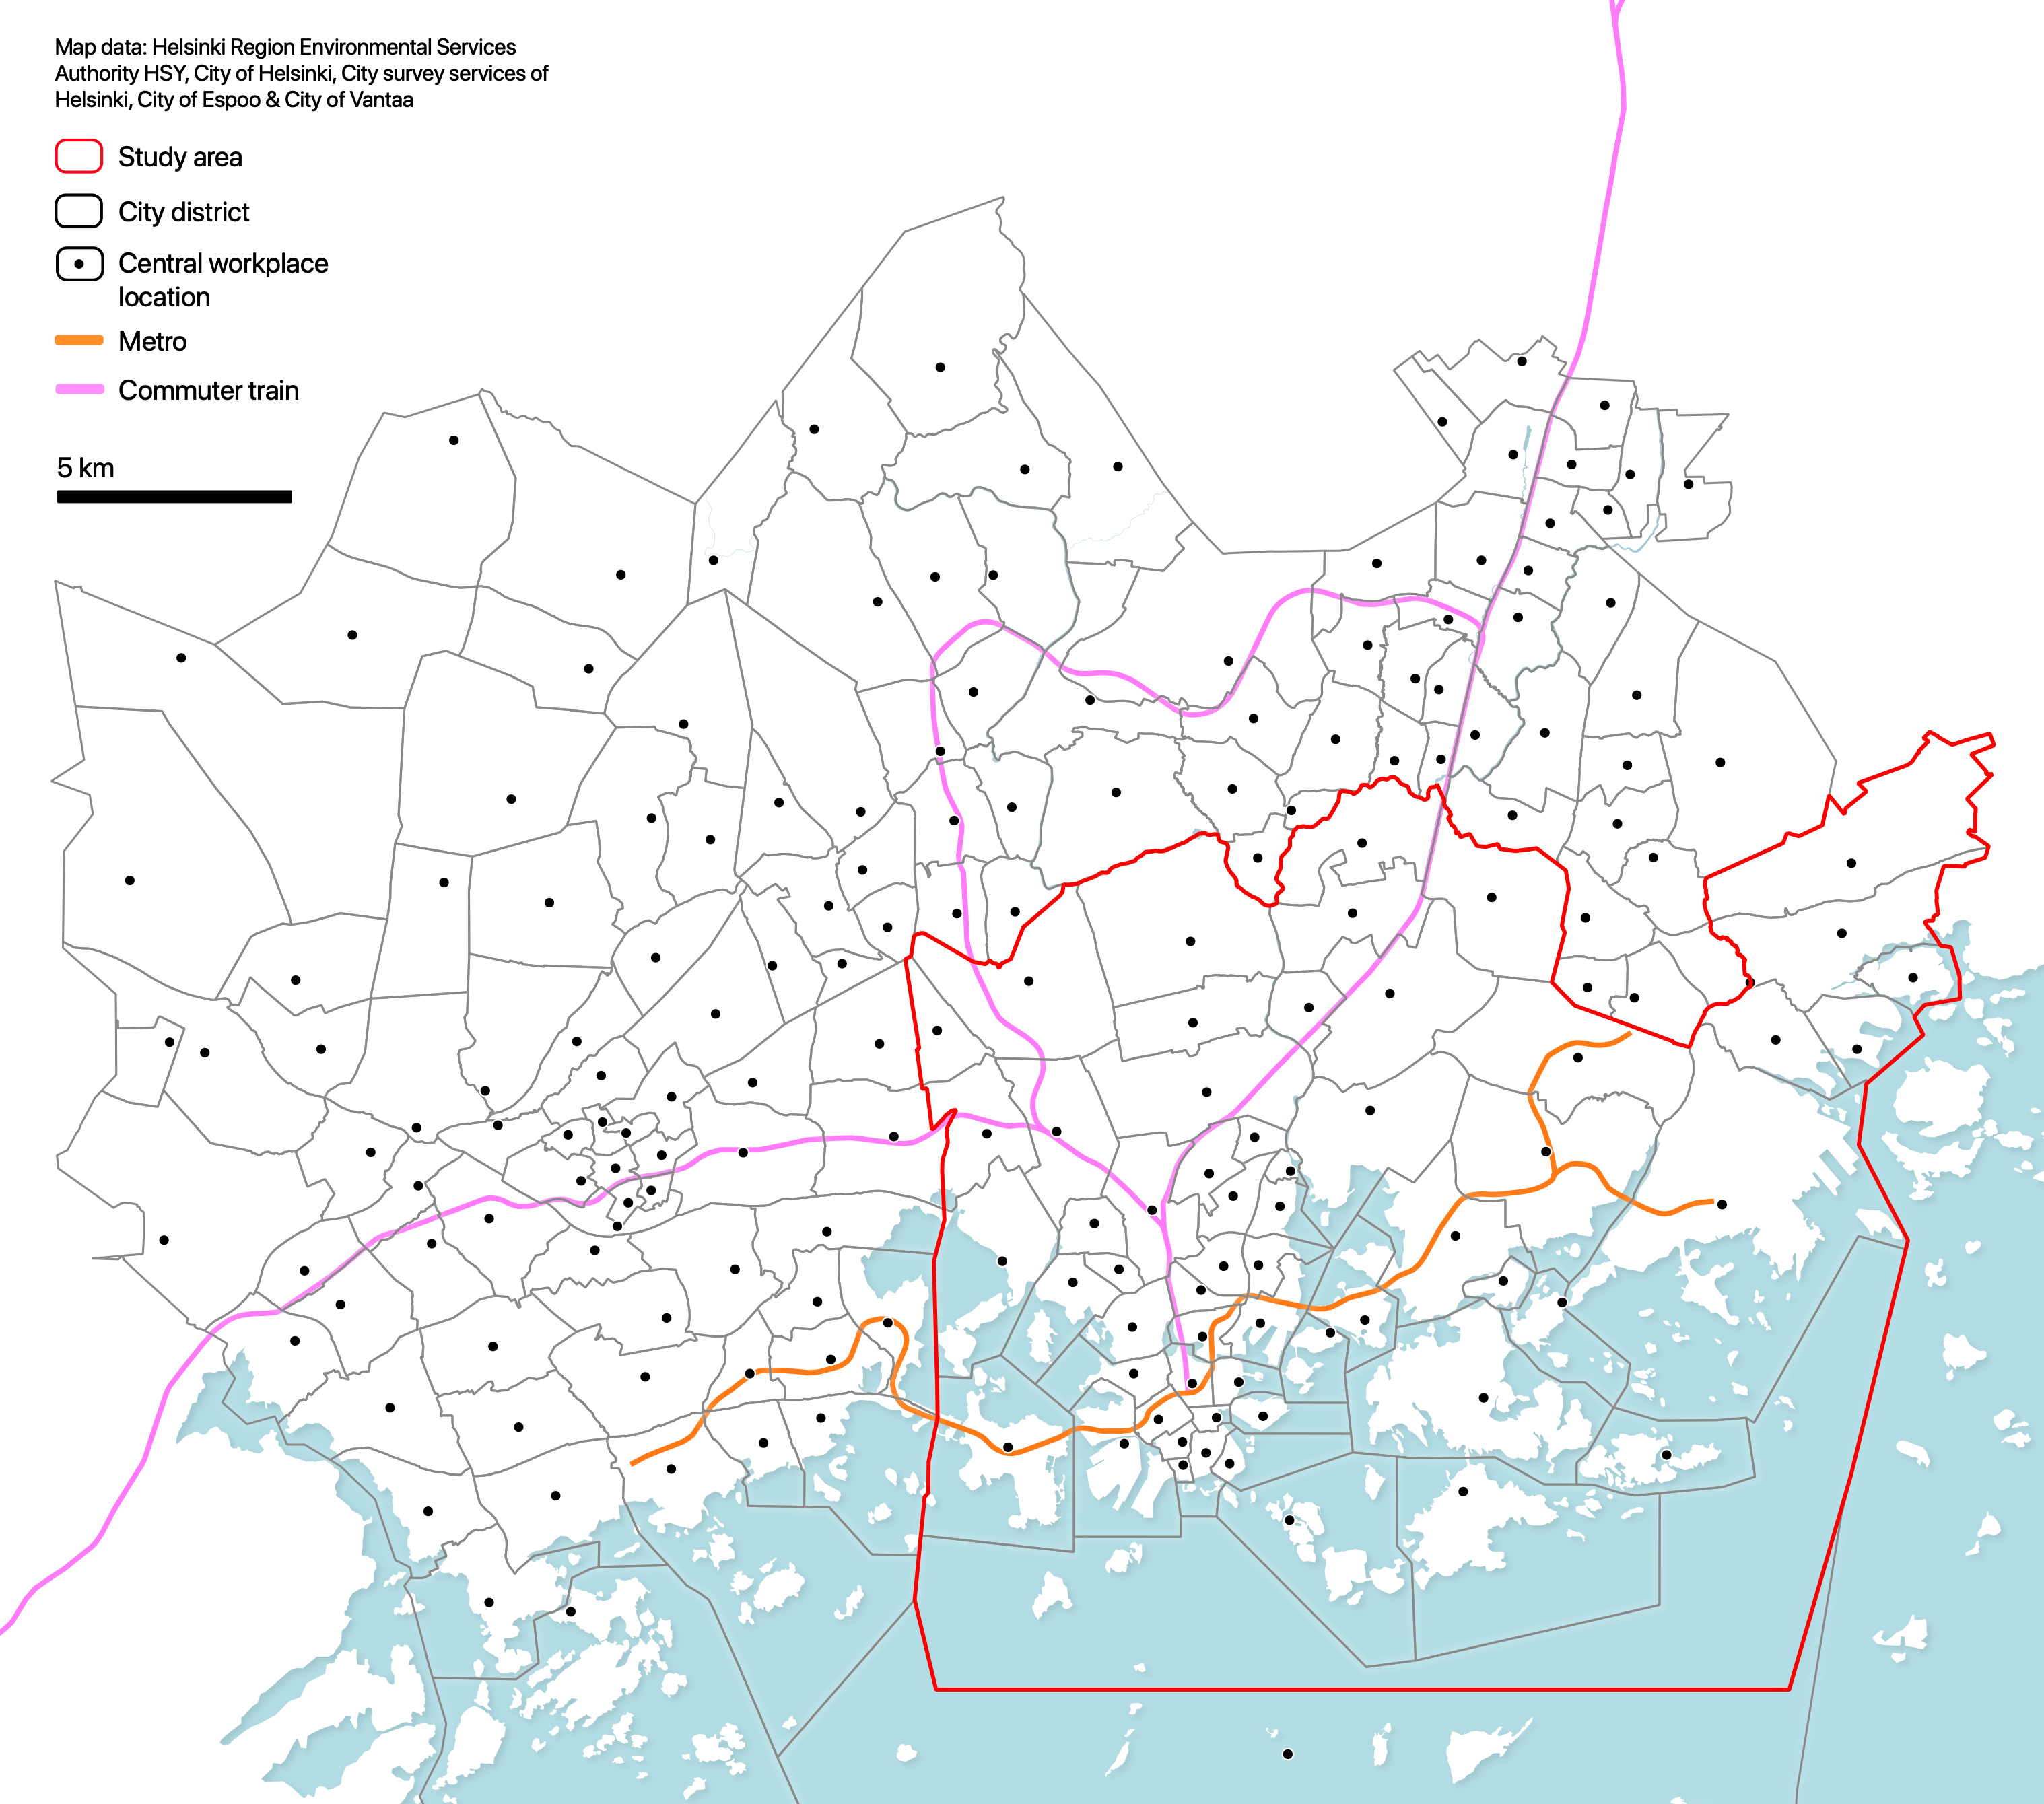 Map data: Helsinki Region Environmental Services
Authority HSY, City of Helsinki, City survey services of
Helsinki, City of Espoo & City of Vantaa
Study area
City district
Central workplace
location
Metro
Commuter train
5 km